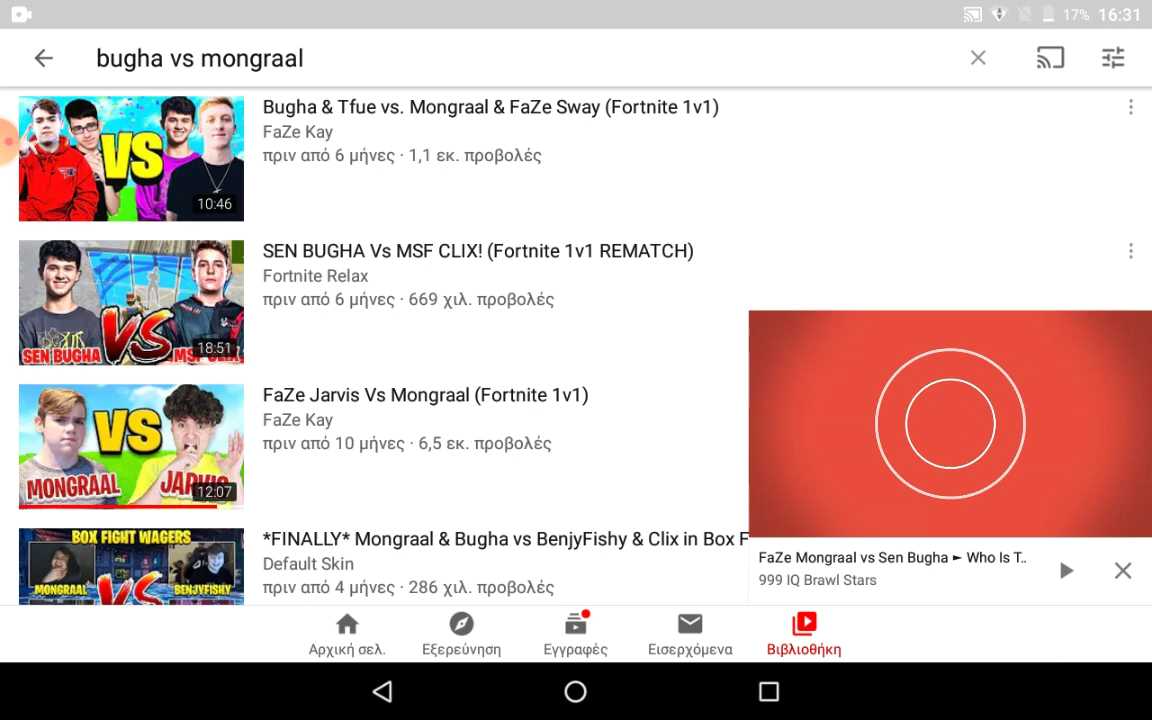 17% 16:31
bugha vs mongraal
Bugha & Tfue vs. Mongraal & FaZe Sway (Fortnite 1v1)
FaZe Kay
πριν από 6 μήνες · 1,1 εκ. προβολές
VS
10:46
SEN BUGHA Vs MSF CLIX! (Fortnite 1v1 REMATCH)
Fortnite Relax
πριν από 6 μήνες · 669 χιλ. προβολές
VS
18:51
SEN BUGHA
FaZe Jarvis Vs Mongraal (Fortnite 1v1)
FaZe Kay
πριν από 10 μήνες · 6,5 εκ. προβολές
VS
MONGRAAL
12:07
*FINALLY* Mongraal & Bugha vs BenjyFishy & Clix in Box F
Default Skin
πριν από 4 μήνες · 286 χιλ. προβολές
BOX FIGHT WAGERS
MONGRAAL VS BENJYFISHY
FaZe Mongraal vs Sen Bugha ► Who Is T..
999 IQ Brawl Stars
Αρχική σελ. Εξερεύνηση Εγγραφές Εισερχόμενα Βιβλιοθήκη